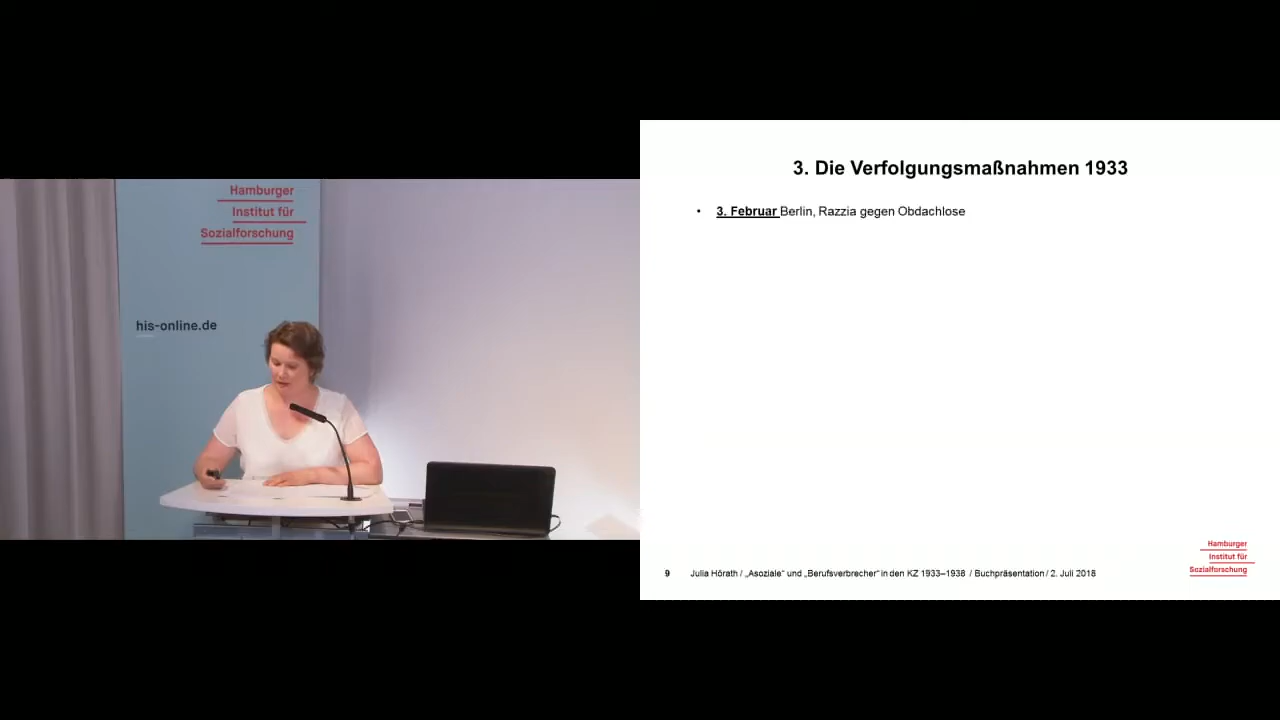 Hamburger
Institut für
Sozialforschung
his-online.de
3. Die Verfolgungsmaßnahmen 1933
• 3. Februar Berlin, Razzia gegen Obdachlose
Hamburger
Institut für
Sozialforschung
9 Julia Hörath / „Asoziale“ und „Berufsverbrecher“ in den KZ 1933–1938 / Buchpräsentation / 2. Juli 2018